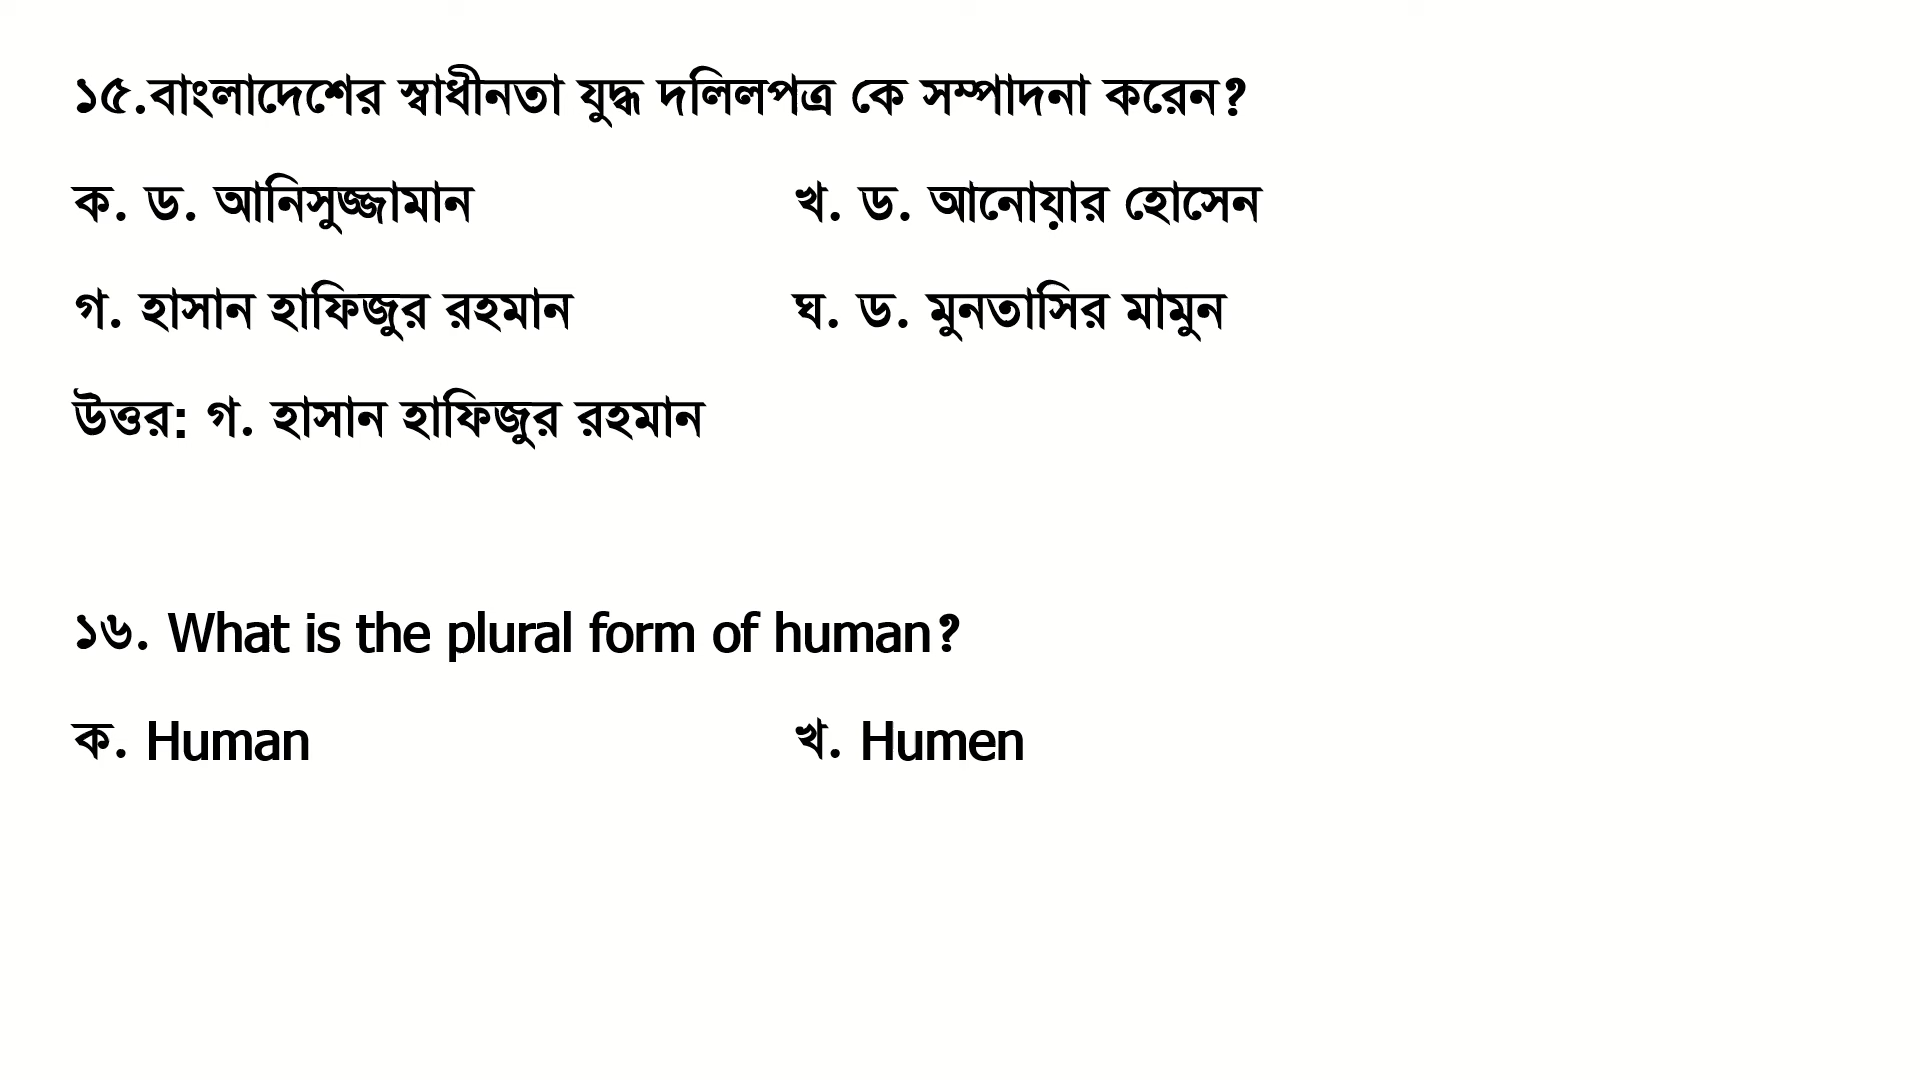 ১৫.বাংলাদেশের স্বাধীনতা যুদ্ধ দলিলপত্র কে সম্পাদনা করেন?
ক. ড. আনিসুজ্জামান খ. ড. আনোয়ার হোসেন
গ. হাসান হাফিজুর রহমান ঘ. ড. মুনতাসির মামুন
উত্তর: গ. হাসান হাফিজুর রহমান
১৬. What is the plural form of human?
ক. Human খ. Humen